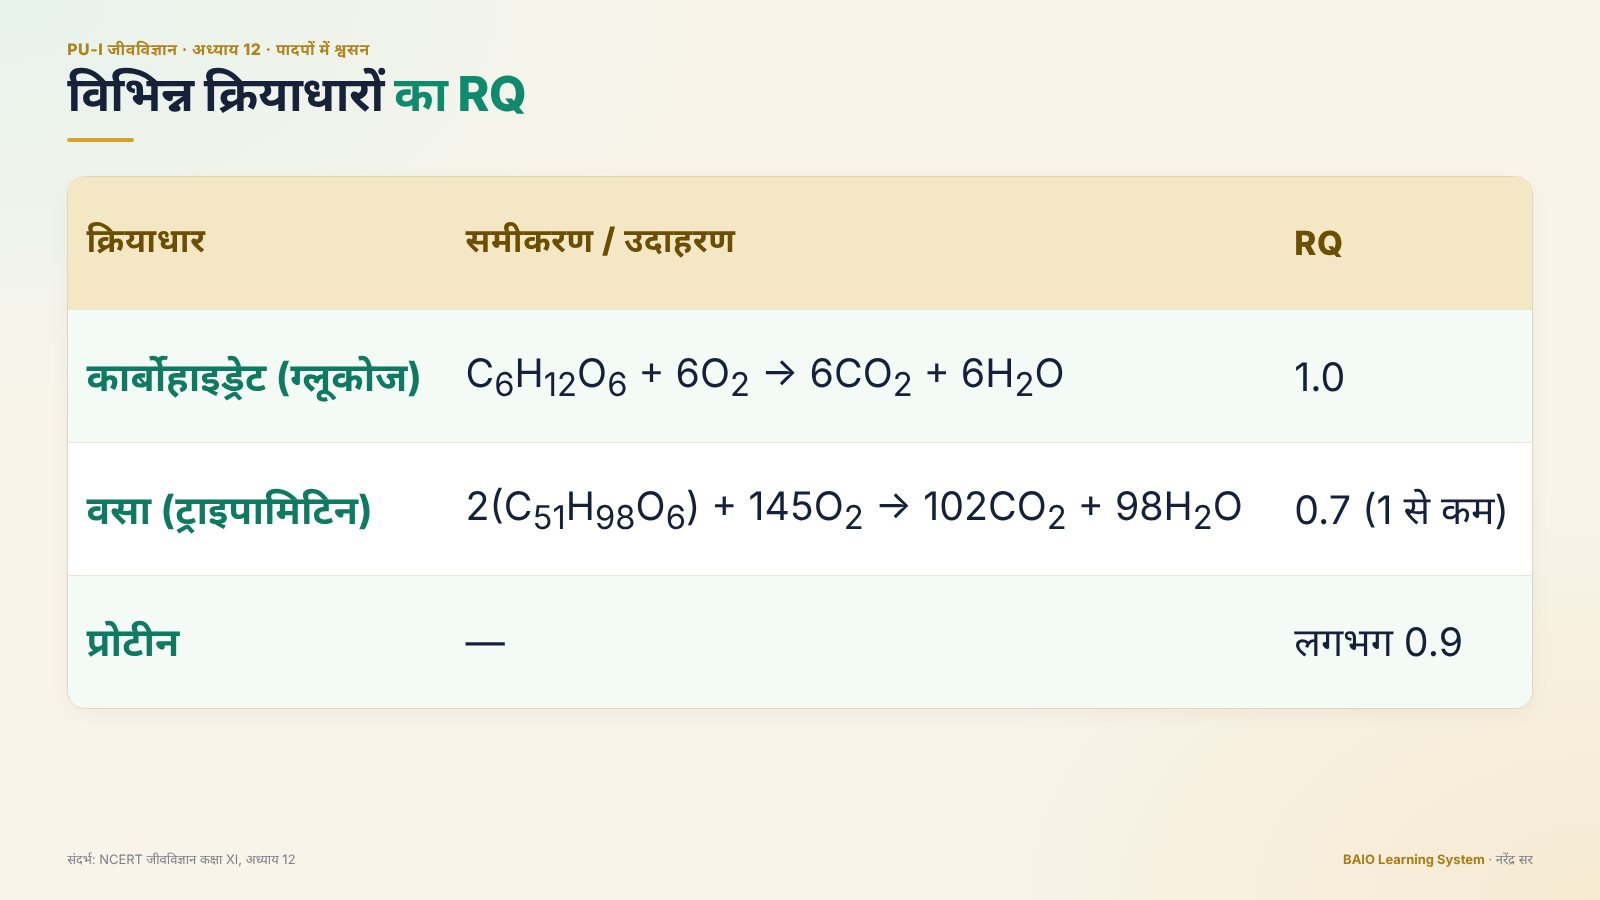 PU-I जीवविज्ञान · अध्याय 12 · पादपों में श्वसन
विभिन्न क्रियाधारों का RQ
क्रियाधार समीकरण / उदाहरण RQ
कार्बोहाइड्रेट (ग्लूकोज) C₆H₁₂O₆ + 6O₂ → 6CO₂ + 6H₂O 1.0
वसा (ट्राइपामिटिन) 2(C₅₁H₉₈O₆) + 145O₂ → 102CO₂ + 98H₂O 0.7 (1 से कम)
प्रोटीन — लगभग 0.9
संदर्भ: NCERT जीवविज्ञान कक्षा XI, अध्याय 12
BAIO Learning System · नरेंद्र सर